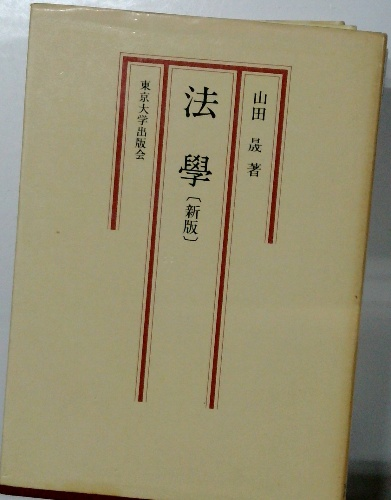 山田 晟 著
法學〔新版〕
東京大学出版会